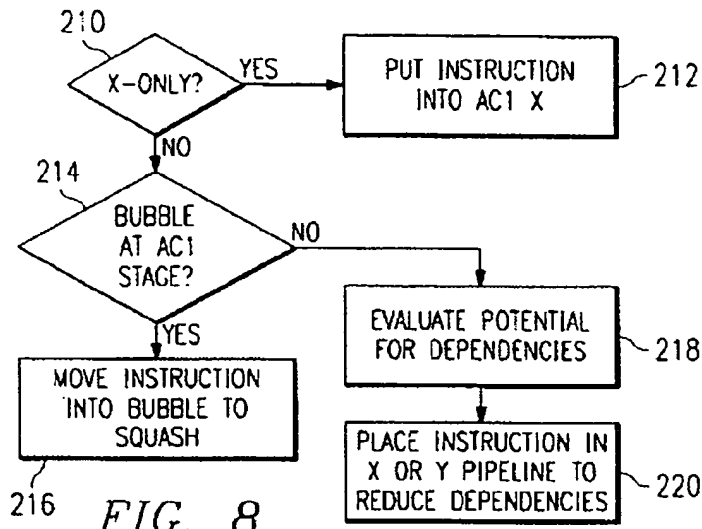 210
X-ONLY?
YES
PUT INSTRUCTION
INTO AC1 X
212
NO
214
BUBBLE
AT AC1
STAGE?
NO
YES
EVALUATE POTENTIAL
FOR DEPENDENCIES
218
MOVE INSTRUCTION
INTO BUBBLE TO
SQUASH
216
PLACE INSTRUCTION IN
X OR Y PIPELINE TO
REDUCE DEPENDENCIES
220
FIG. 8